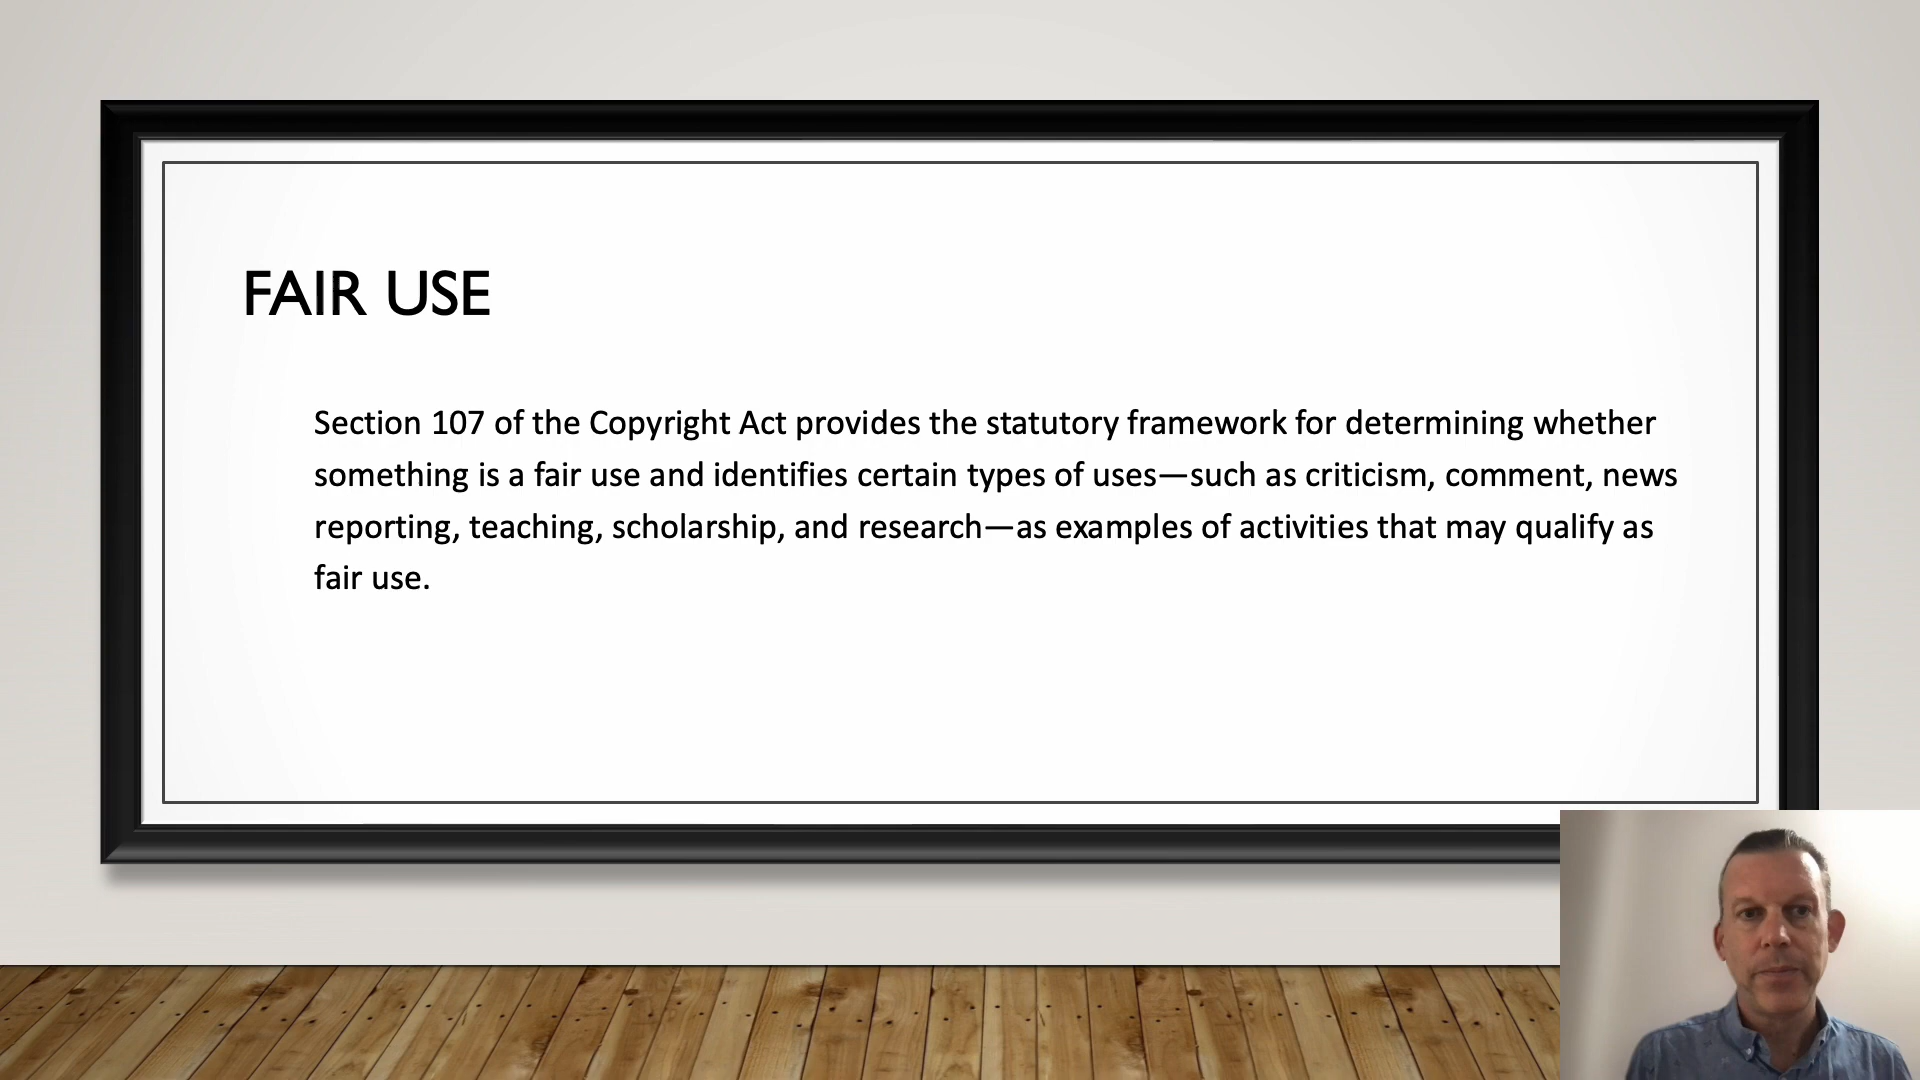 FAIR USE
Section 107 of the Copyright Act provides the statutory framework for determining whether
something is a fair use and identifies certain types of uses—such as criticism, comment, news
reporting, teaching, scholarship, and research—as examples of activities that may qualify as
fair use.